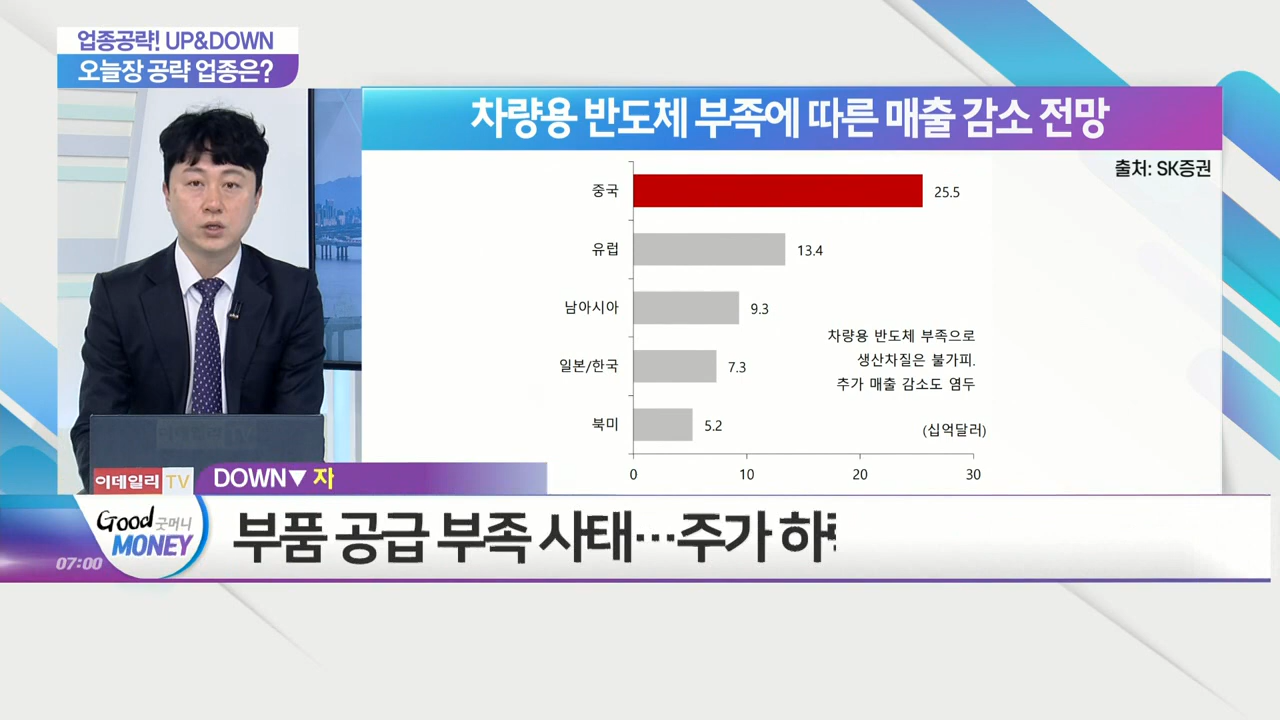 업종공략! UP&DOWN
오늘장 공략 업종은?
차량용 반도체 부족에 따른 매출 감소 전망
출처: SK증권
중국 25.5
유럽 13.4
남아시아 9.3
일본/한국 7.3
북미 5.2
차량용 반도체 부족으로
생산차질은 불가피.
추가 매출 감소도 염두
(십억달러)
0 10 20 30
이데일리 TV
DOWN▼ 자
Good 굿머니
MONEY
07:00
부품 공급 부족 사태…주가 하